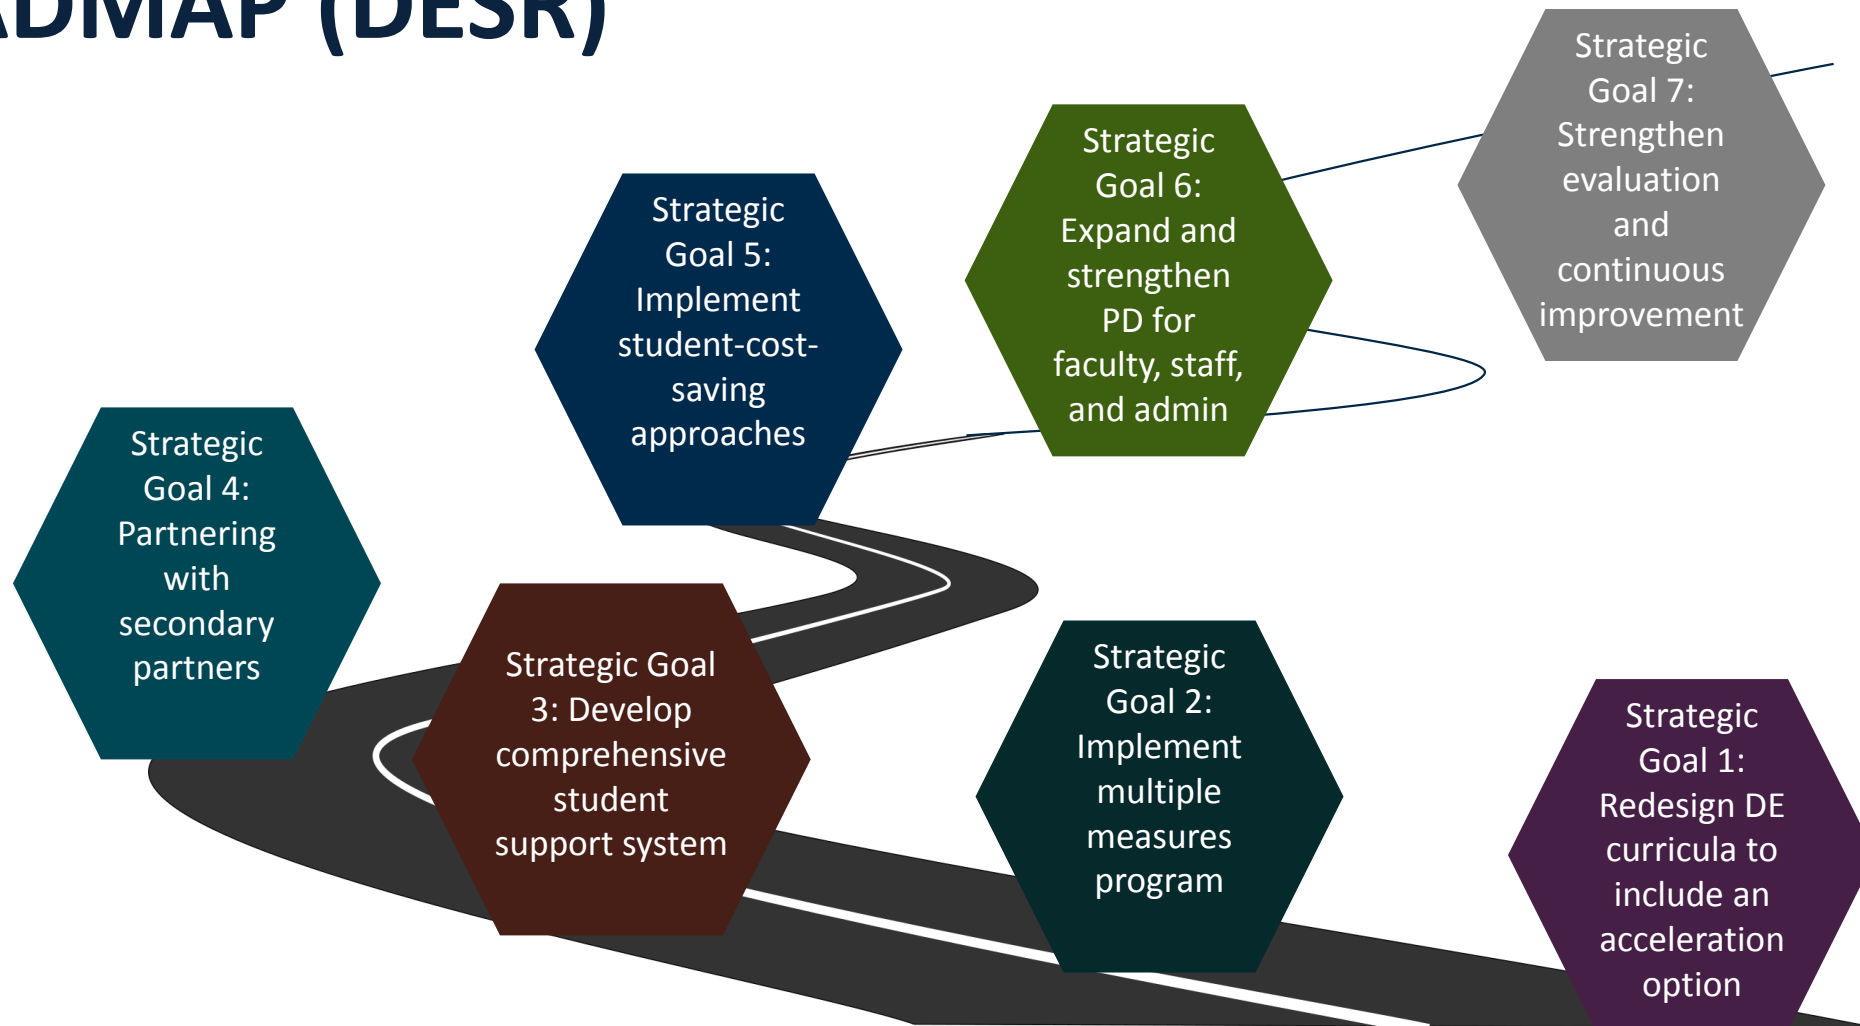 ADMAP (DESR)
Strategic
Goal 7:
Strengthen
evaluation
and
continuous
improvement
Strategic
Goal 6:
Expand and
strengthen
PD for
faculty, staff,
and admin
Strategic
Goal 5:
Implement
student-cost-
saving
approaches
Strategic
Goal 4:
Partnering
with
secondary
partners
Strategic Goal
3: Develop
comprehensive
student
support system
Strategic
Goal 2:
Implement
multiple
measures
program
Strategic
Goal 1:
Redesign DE
curricula to
include an
acceleration
option